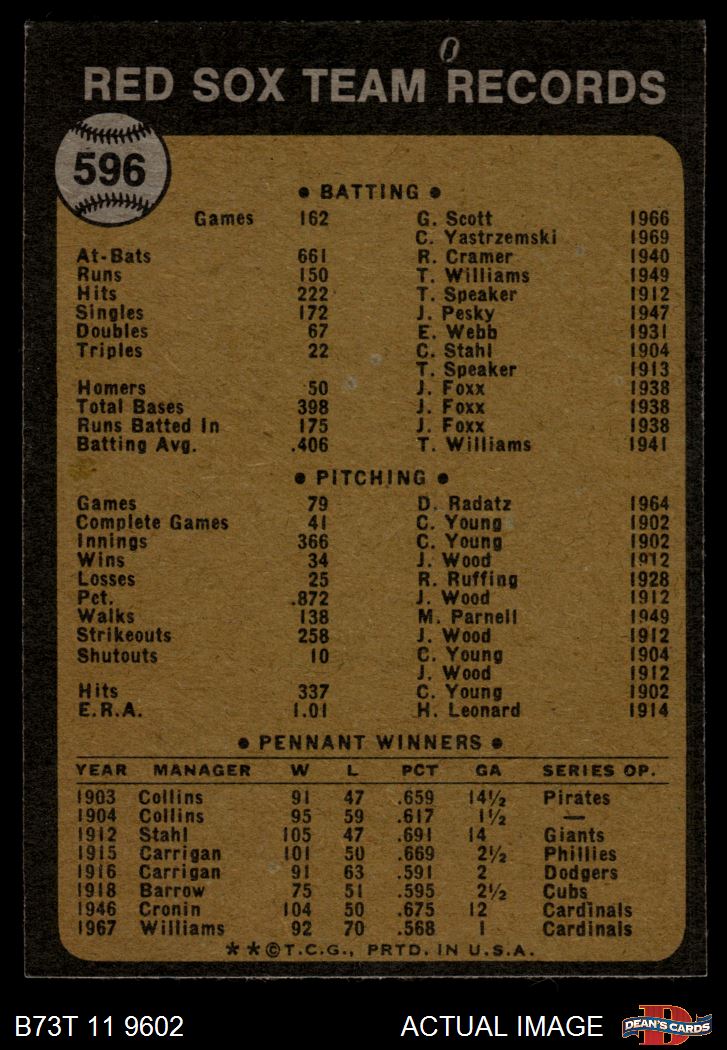 0
RED SOX TEAM RECORDS
596
• BATTING •
Games 162 G. Scott 1966
C. Yastrzemski 1969
At-Bats 661 R. Cramer 1940
Runs 150 T. Williams 1949
Hits 222 T. Speaker 1912
Singles 172 J. Pesky 1947
Doubles 67 E. Webb 1931
Triples 22 C. Stahl 1904
T. Speaker 1913
Homers 50 J. Foxx 1938
Total Bases 398 J. Foxx 1938
Runs Batted In 175 J. Foxx 1938
Batting Avg. .406 T. Williams 1941
• PITCHING •
Games 79 D. Radatz 1964
Complete Games 41 C. Young 1902
Innings 366 C. Young 1902
Wins 34 J. Wood 1912
Losses 25 R. Ruffing 1928
Pct. .872 J. Wood 1912
Walks 138 M. Parnell 1949
Strikeouts 258 J. Wood 1912
Shutouts 10 C. Young 1904
J. Wood 1912
Hits 337 C. Young 1902
E.R.A. 1.01 H. Leonard 1914
• PENNANT WINNERS •
YEAR MANAGER W L PCT GA SERIES OP.
1903 Collins 91 47 .659 14½ Pirates
1904 Collins 95 59 .617 1½ —
1912 Stahl 105 47 .691 14 Giants
1915 Carrigan 101 50 .669 2½ Phillies
1916 Carrigan 91 63 .591 2 Dodgers
1918 Barrow 75 51 .595 2½ Cubs
1946 Cronin 104 50 .675 12 Cardinals
1967 Williams 92 70 .568 1 Cardinals
**©T.C.G., PRTD. IN U.S.A.
B73T 11 9602 ACTUAL IMAGE
D
DEAN'S CARDS